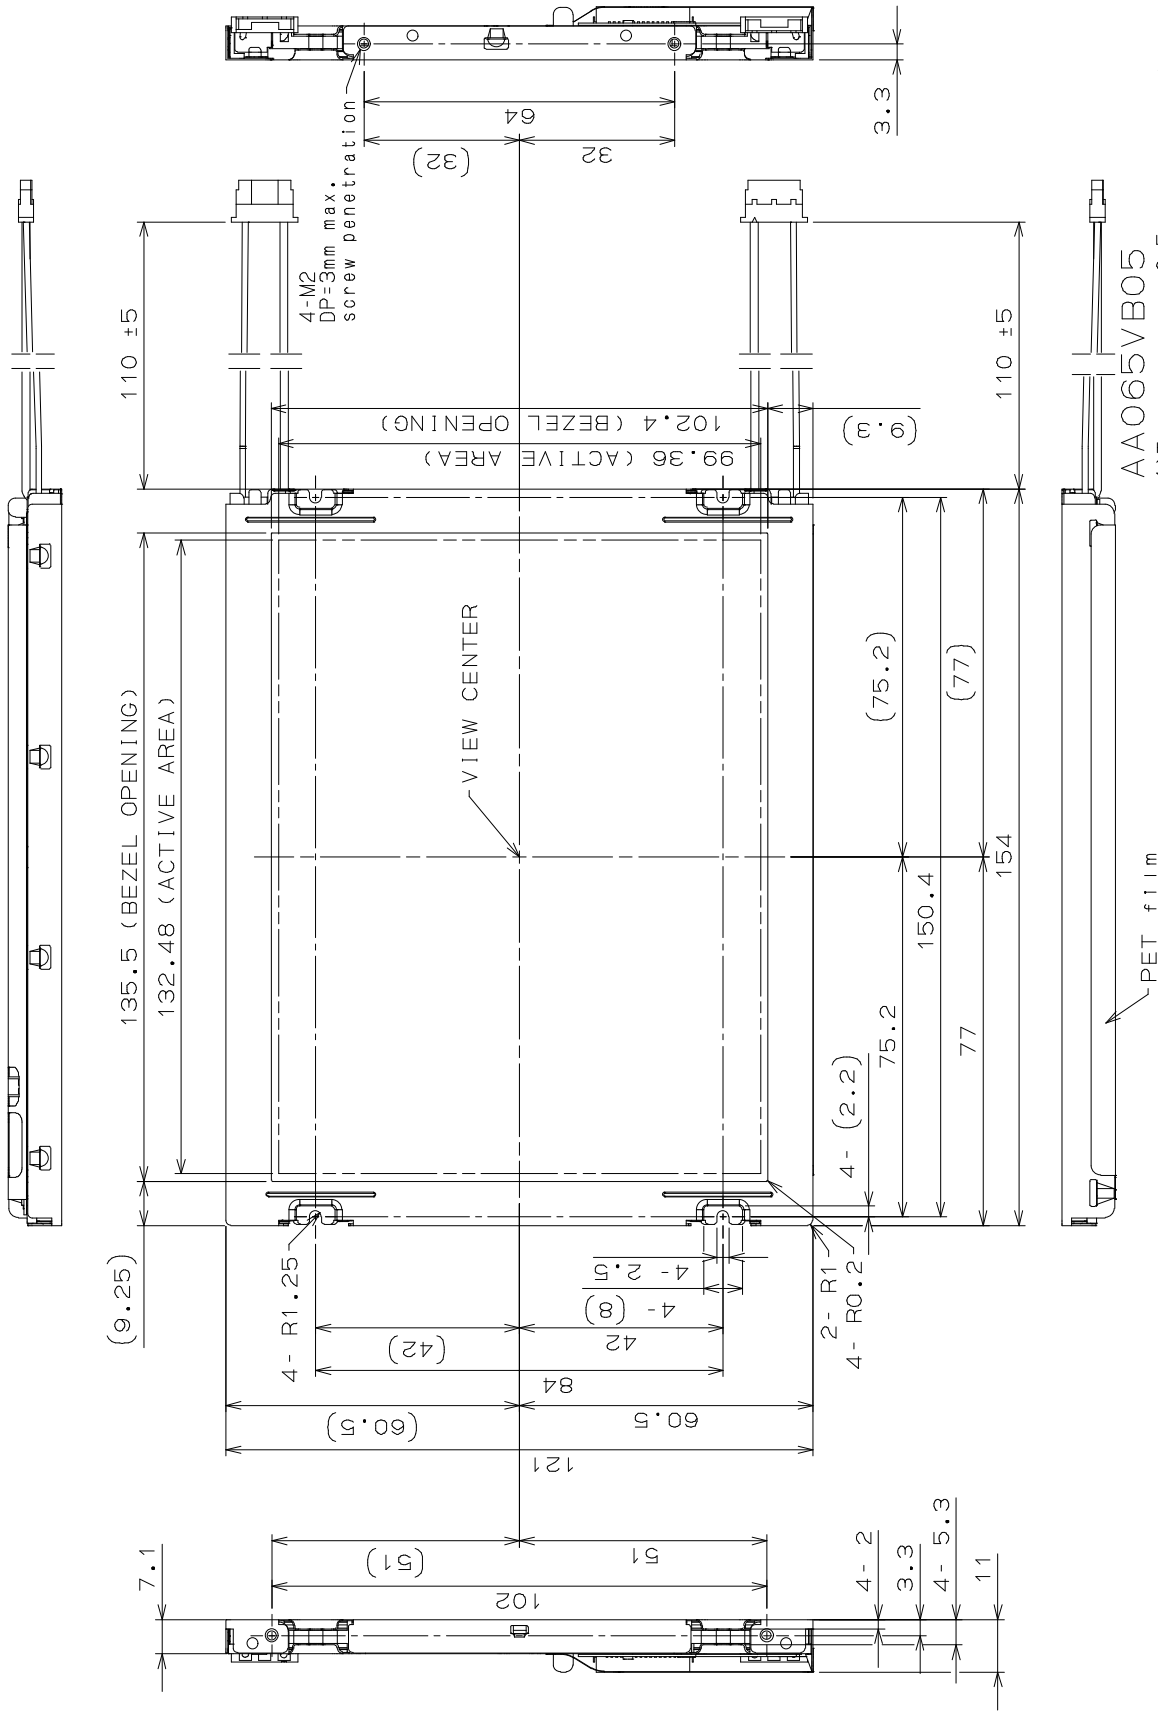 3.3
64
(32)
32
4-M2
DP=3mm max.
screw penetration
110 ±5
110 ±5
102.4 (BEZEL OPENING)
99.36 (ACTIVE AREA)
(9.3)
AA065VB05
135.5 (BEZEL OPENING)
132.48 (ACTIVE AREA)
VIEW CENTER
(75.2)
(77)
154
150.4
75.2
77
PET film
(9.25)
4- R1.25
4- (2.2)
4- 2.5
4- (8)
2- R1
4- R0.2
(42)
42
84
(60.5)
60.5
121
7.1
(51)
51
102
4- 2
3.3
4- 5.3
11